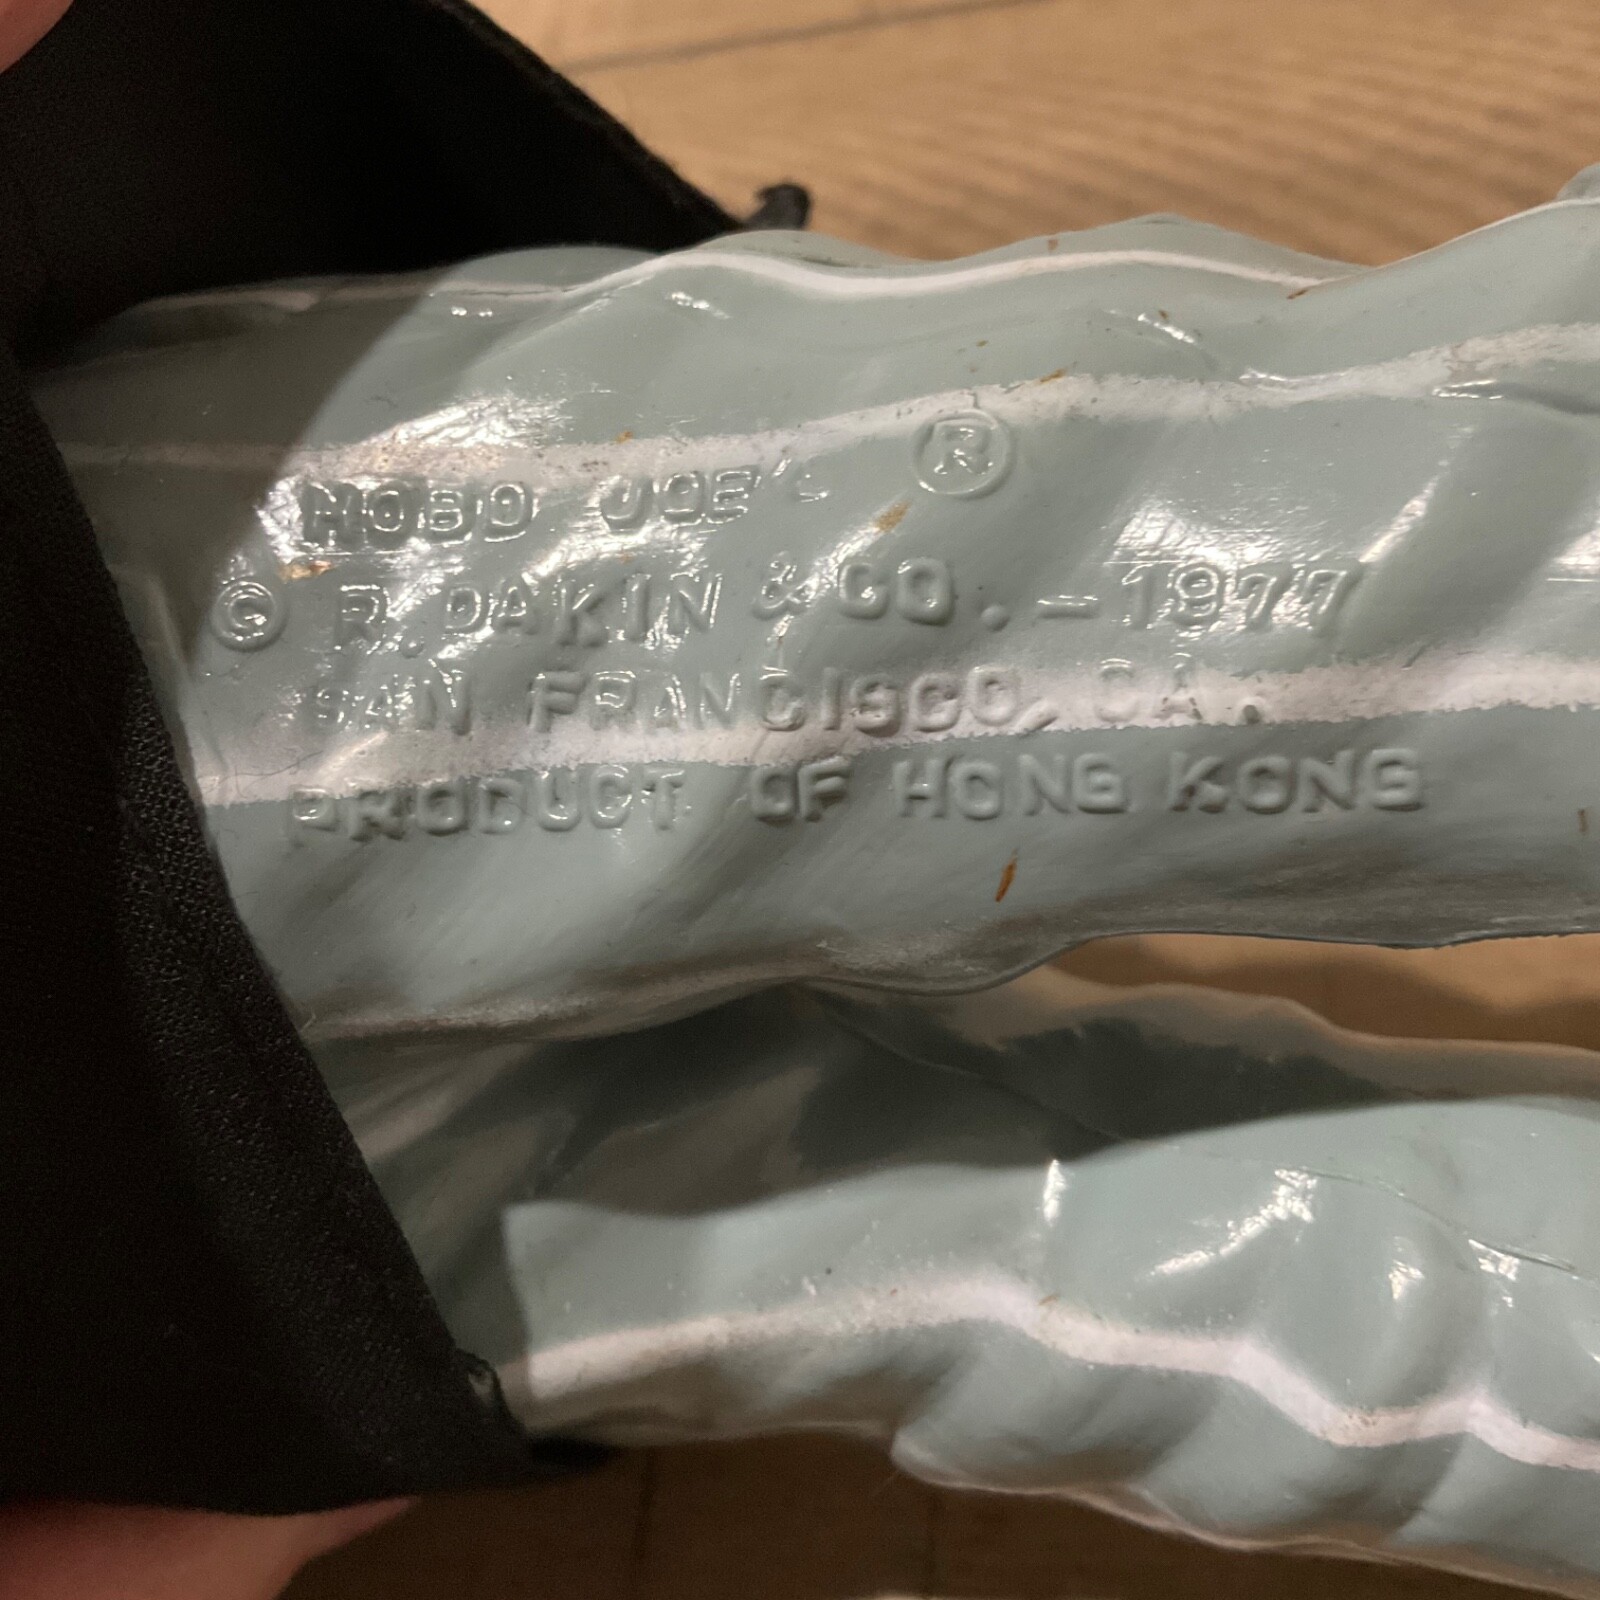 HOBO JOE'S ®
© R. DAKIN & CO. – 1977
SAN FRANCISCO, CA.
PRODUCT OF HONG KONG